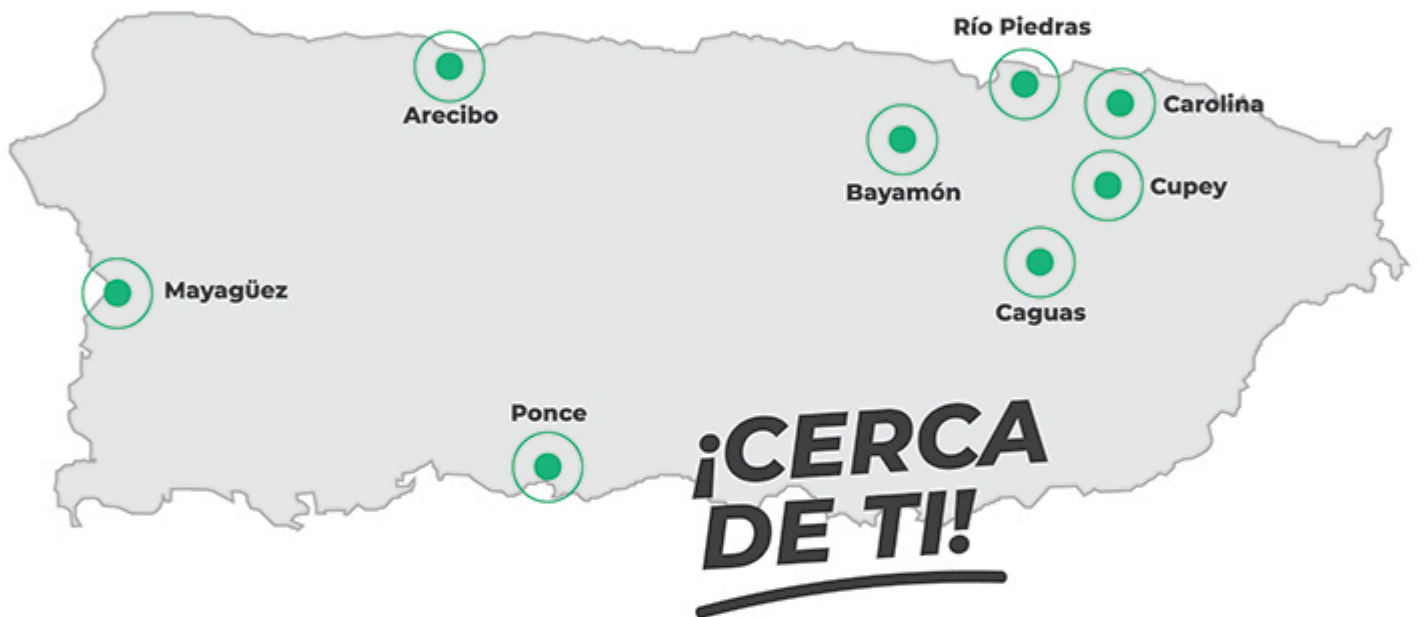 Río Piedras
Arecibo
Carolina
Bayamón
Cupey
Mayagüez
Caguas
Ponce
¡CERCA
DE TI!